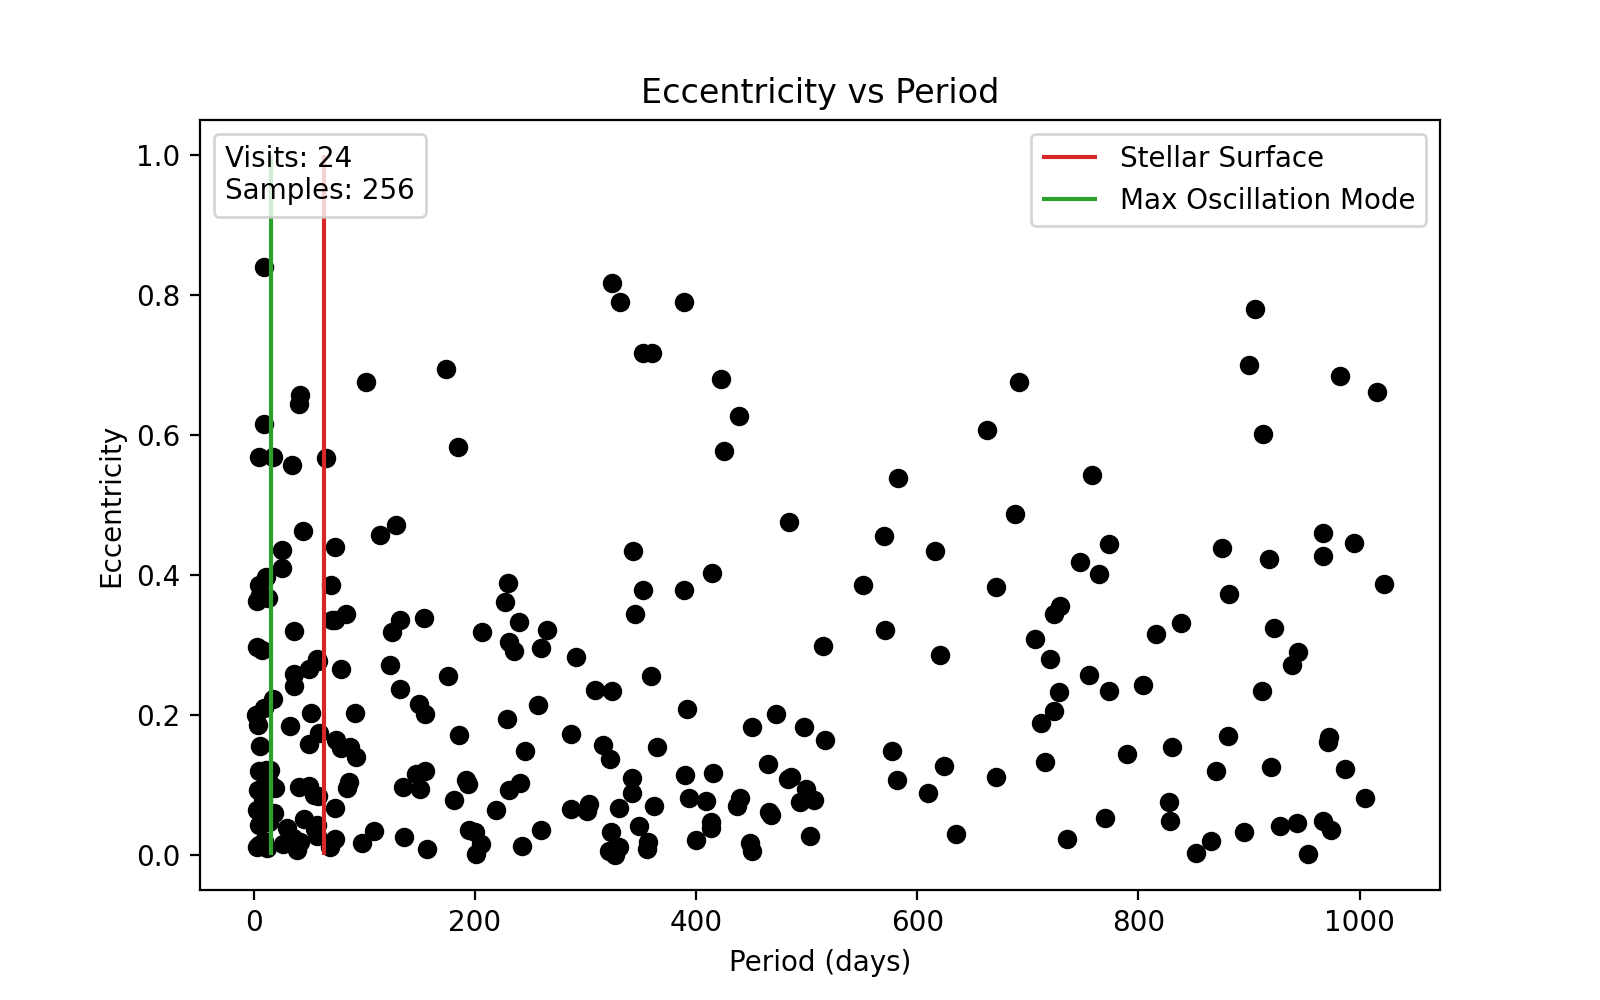 Eccentricity vs Period
Visits: 24
Samples: 256
Stellar Surface
Max Oscillation Mode
1.0
0.8
0.6
0.4
0.2
0.0
Eccentricity
0
200
400
600
800
1000
Period (days)